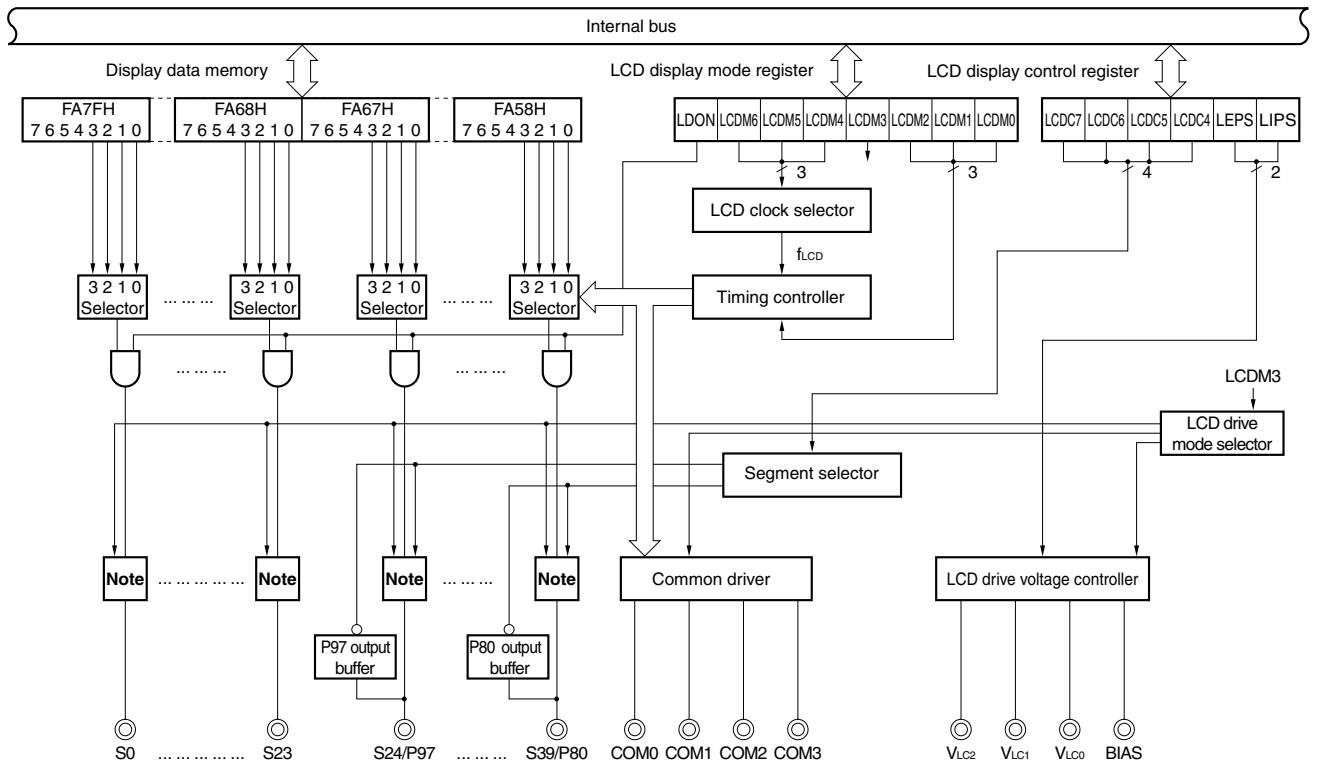 Internal bus
Display data memory
LCD display mode register
LCD display control register
FA7FH
FA68H
FA67H
FA58H
7 6 5 4 3 2 1 0
7 6 5 4 3 2 1 0
7 6 5 4 3 2 1 0
7 6 5 4 3 2 1 0
LDON LCDM6 LCDM5 LCDM4 LCDM3 LCDM2 LCDM1 LCDM0
LCDC7 LCDC6 LCDC5 LCDC4 LEPS LIPS
3
3
4
2
LCD clock selector
fLCD
3 2 1 0
Selector
... ... ...
3 2 1 0
Selector
3 2 1 0
Selector
... ... ...
3 2 1 0
Selector
Timing controller
... ... ...
... ... ...
LCDM3
LCD drive
mode selector
Segment selector
Note
... ... ... ... ...
Note
Note
... ... ...
Note
Common driver
LCD drive voltage controller
P97 output
buffer
P80 output
buffer
S0
... ... ... ... ...
S23
S24/P97
... ... ...
S39/P80
COM0 COM1 COM2 COM3
VLC2
VLC1
VLC0
BIAS